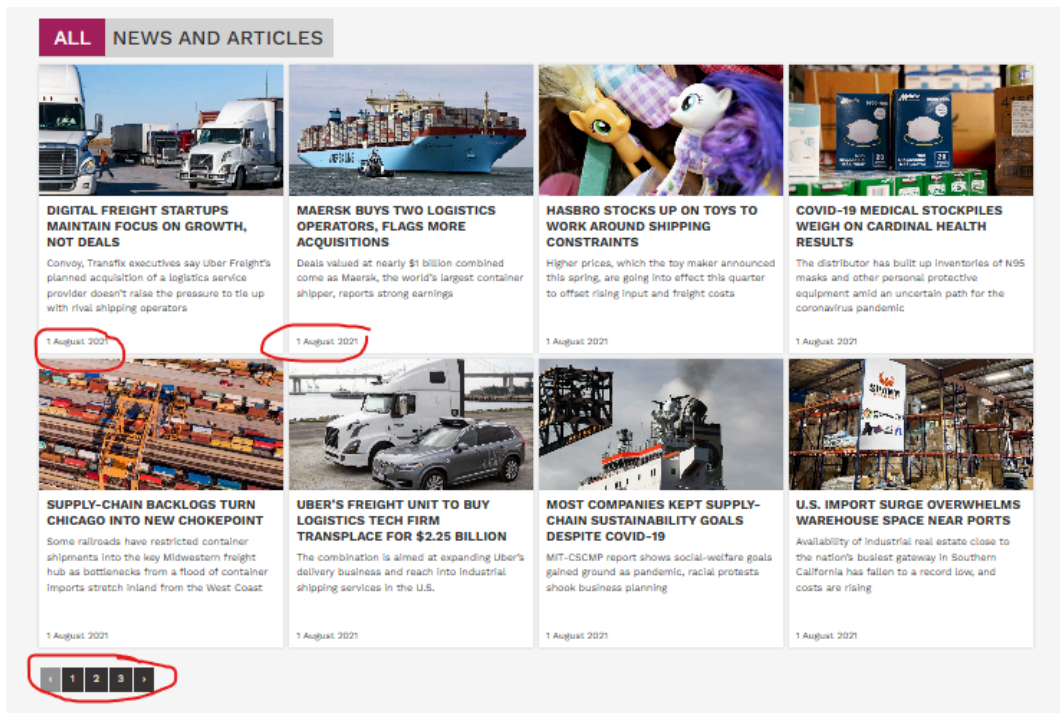 ALL NEWS AND ARTICLES
DIGITAL FREIGHT STARTUPS
MAINTAIN FOCUS ON GROWTH,
NOT DEALS
Convoy, Transfix executives say Uber Freight's
planned acquisition of a logistics service
provider doesn't raise the pressure to tie up
with rival shipping operators
1 August 2021
MAERSK BUYS TWO LOGISTICS
OPERATORS, FLAGS MORE
ACQUISITIONS
Deals valued at nearly $1 billion combined
come as Maersk, the world's largest container
shipper, reports strong earnings
1 August 2021
HASBRO STOCKS UP ON TOYS TO
WORK AROUND SHIPPING
CONSTRAINTS
Higher prices, which the toy maker announced
this spring, are going into effect this quarter
to offset rising input and freight costs
1 August 2021
COVID-19 MEDICAL STOCKPILES
WEIGH ON CARDINAL HEALTH
RESULTS
The distributor has built up inventories of N95
masks and other personal protective
equipment amid an uncertain path for the
coronavirus pandemic
1 August 2021
SUPPLY-CHAIN BACKLOGS TURN
CHICAGO INTO NEW CHOKEPOINT
Some railroads have restricted container
shipments into the key Midwestern freight
hub as bottlenecks from a flood of container
imports stretch inland from the West Coast
1 August 2021
UBER'S FREIGHT UNIT TO BUY
LOGISTICS TECH FIRM
TRANSPLACE FOR $2.25 BILLION
The combination is aimed at expanding Uber's
delivery business and reach into industrial
shipping services in the U.S.
1 August 2021
MOST COMPANIES KEPT SUPPLY-
CHAIN SUSTAINABILITY GOALS
DESPITE COVID-19
MIT-CSCMP report shows social-welfare goals
gained ground as pandemic, racial protests
shook business planning
1 August 2021
U.S. IMPORT SURGE OVERWHELMS
WAREHOUSE SPACE NEAR PORTS
Availability of industrial real estate close to
the nation's busiest gateway in Southern
California has fallen to a record low, and
costs are rising
1 August 2021
‹ 1 2 3 ›